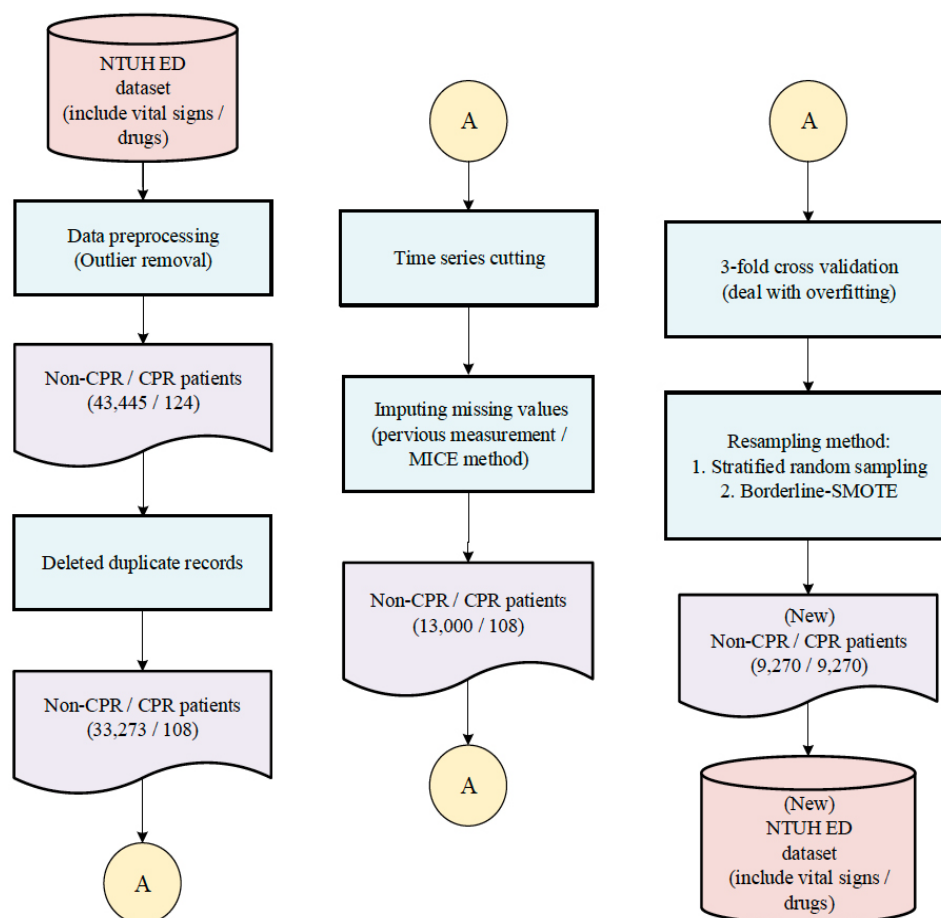 NTUH ED
dataset
(include vital signs /
drugs)
Data preprocessing
(Outlier removal)
Non-CPR / CPR patients
(43,445 / 124)
Deleted duplicate records
Non-CPR / CPR patients
(33,273 / 108)
A
A
Time series cutting
Imputing missing values
(pervious measurement /
MICE method)
Non-CPR / CPR patients
(13,000 / 108)
A
A
3-fold cross validation
(deal with overfitting)
Resampling method:
1. Stratified random sampling
2. Borderline-SMOTE
(New)
Non-CPR / CPR patients
(9,270 / 9,270)
(New)
NTUH ED
dataset
(include vital signs /
drugs)